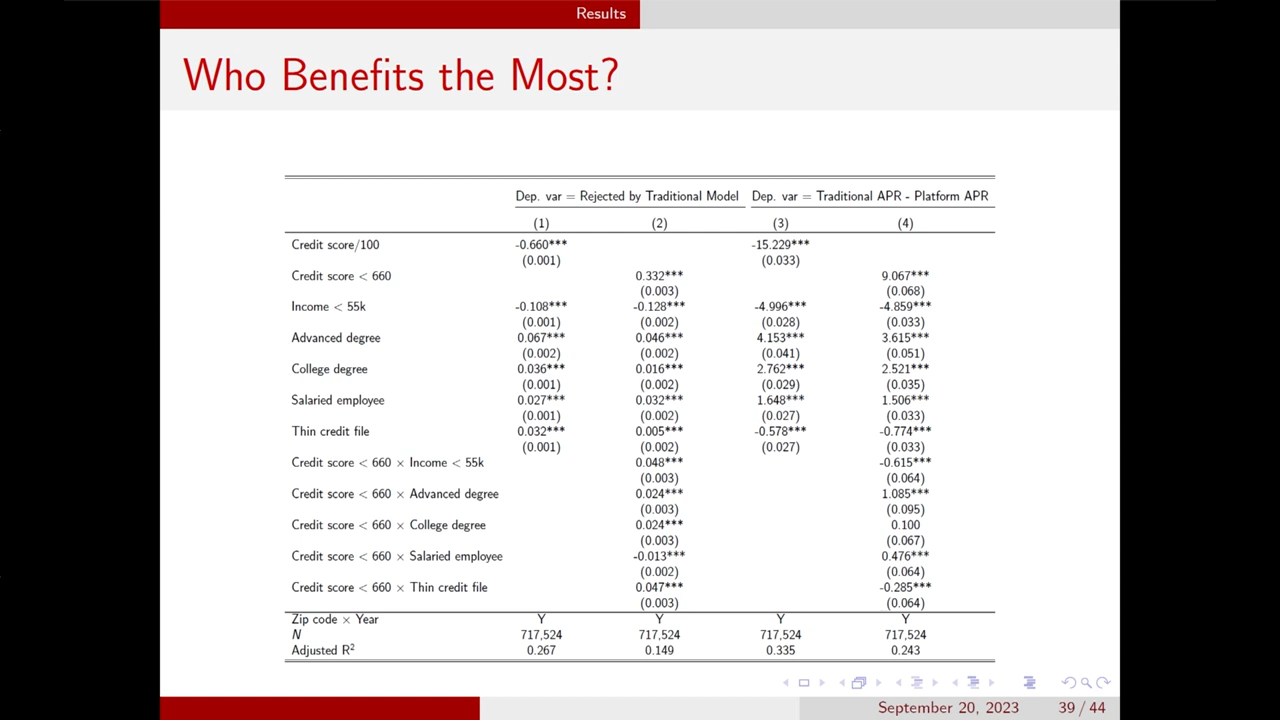 Results
Who Benefits the Most?
Dep. var = Rejected by Traditional Model Dep. var = Traditional APR - Platform APR
(1) (2) (3) (4)
Credit score/100 -0.660*** -15.229***
(0.001) (0.033)
Credit score < 660 0.332*** 9.067***
(0.003) (0.068)
Income < 55k -0.108*** -0.128*** -4.996*** -4.859***
(0.001) (0.002) (0.028) (0.033)
Advanced degree 0.067*** 0.046*** 4.153*** 3.615***
(0.002) (0.002) (0.041) (0.051)
College degree 0.036*** 0.016*** 2.762*** 2.521***
(0.001) (0.002) (0.029) (0.035)
Salaried employee 0.027*** 0.032*** 1.648*** 1.506***
(0.001) (0.002) (0.027) (0.033)
Thin credit file 0.032*** 0.005*** -0.578*** -0.774***
(0.001) (0.002) (0.027) (0.033)
Credit score < 660 × Income < 55k 0.048*** -0.615***
(0.003) (0.064)
Credit score < 660 × Advanced degree 0.024*** 1.085***
(0.003) (0.095)
Credit score < 660 × College degree 0.024*** 0.100
(0.003) (0.067)
Credit score < 660 × Salaried employee -0.013*** 0.476***
(0.002) (0.064)
Credit score < 660 × Thin credit file 0.047*** -0.285***
(0.003) (0.064)
Zip code × Year Y Y Y Y
N 717,524 717,524 717,524 717,524
Adjusted R² 0.267 0.149 0.335 0.243
September 20, 2023 39 / 44